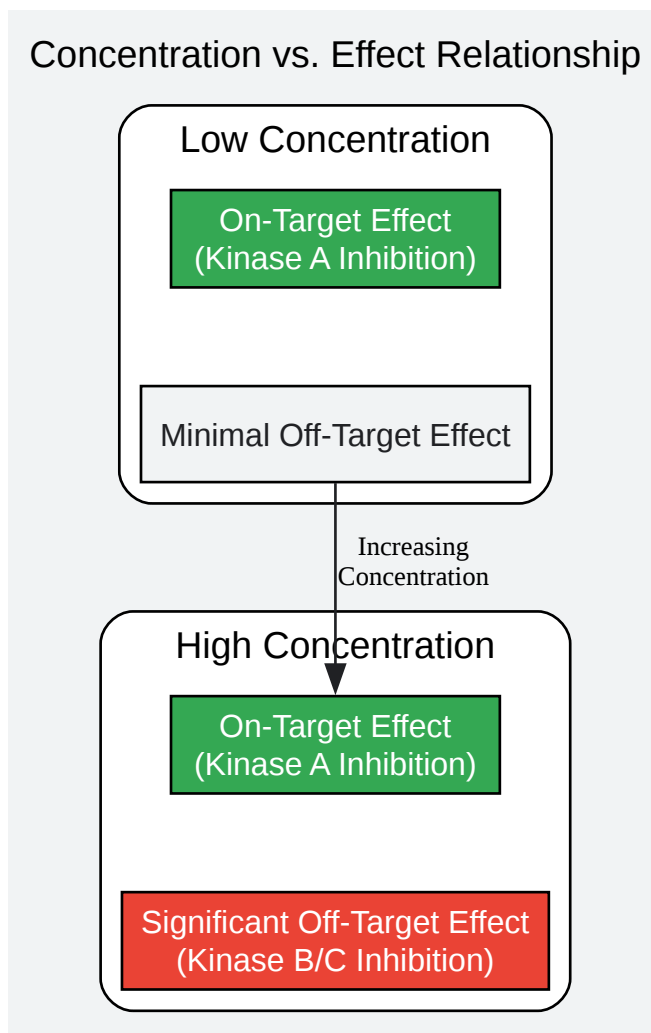 Concentration vs. Effect Relationship
Low Concentration
On-Target Effect
(Kinase A Inhibition)
Minimal Off-Target Effect
Increasing
Concentration
High Concentration
On-Target Effect
(Kinase A Inhibition)
Significant Off-Target Effect
(Kinase B/C Inhibition)